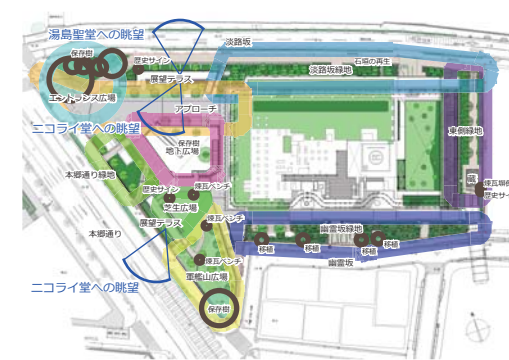 湯島聖堂への眺望
淡路坂
保存樹
歴史サイン
石垣の再生
展望テラス
淡路坂緑地
エントランス広場
アプローチ
ニコライ堂への眺望
東側緑地
保存樹
地下広場
本郷通り緑地
蔵
歴史サイン
煉瓦ベンチ
芝生広場
煉瓦ベンチ
展望テラス
幽霊坂緑地
本郷通り
移植
移植
移植
移植
幽霊坂
煉瓦ベンチ
ニコライ堂への眺望
軍艦山広場
保存樹